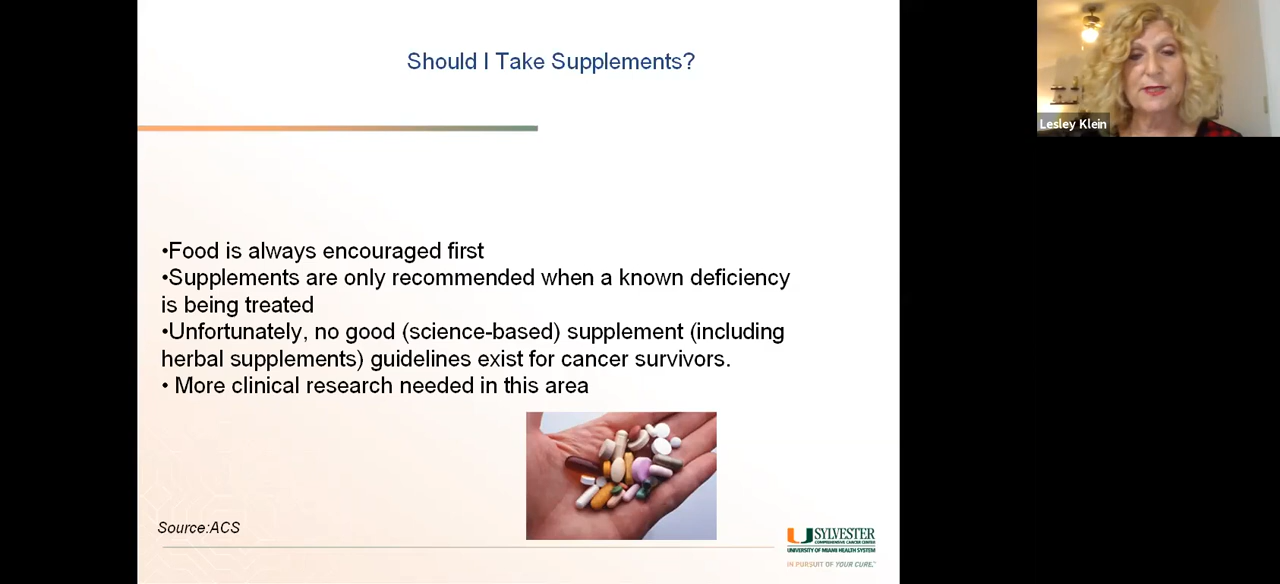 Should I Take Supplements?
Lesley Klein
•Food is always encouraged first
•Supplements are only recommended when a known deficiency
is being treated
•Unfortunately, no good (science-based) supplement (including
herbal supplements) guidelines exist for cancer survivors.
• More clinical research needed in this area
Source:ACS
SYLVESTER
COMPREHENSIVE CANCER CENTER
UNIVERSITY OF MIAMI HEALTH SYSTEM
IN PURSUIT OF YOUR CURE.™